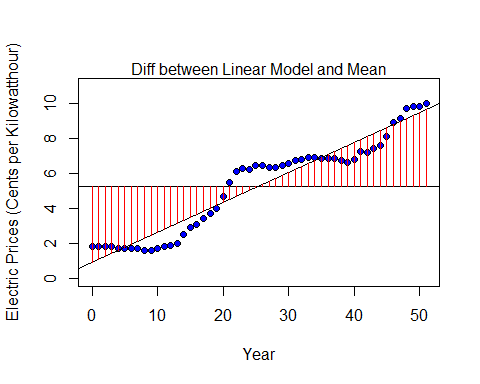 Diff between Linear Model and Mean
Electric Prices (Cents per Kilowatthour)
10
8
6
4
2
0
0 10 20 30 40 50
Year